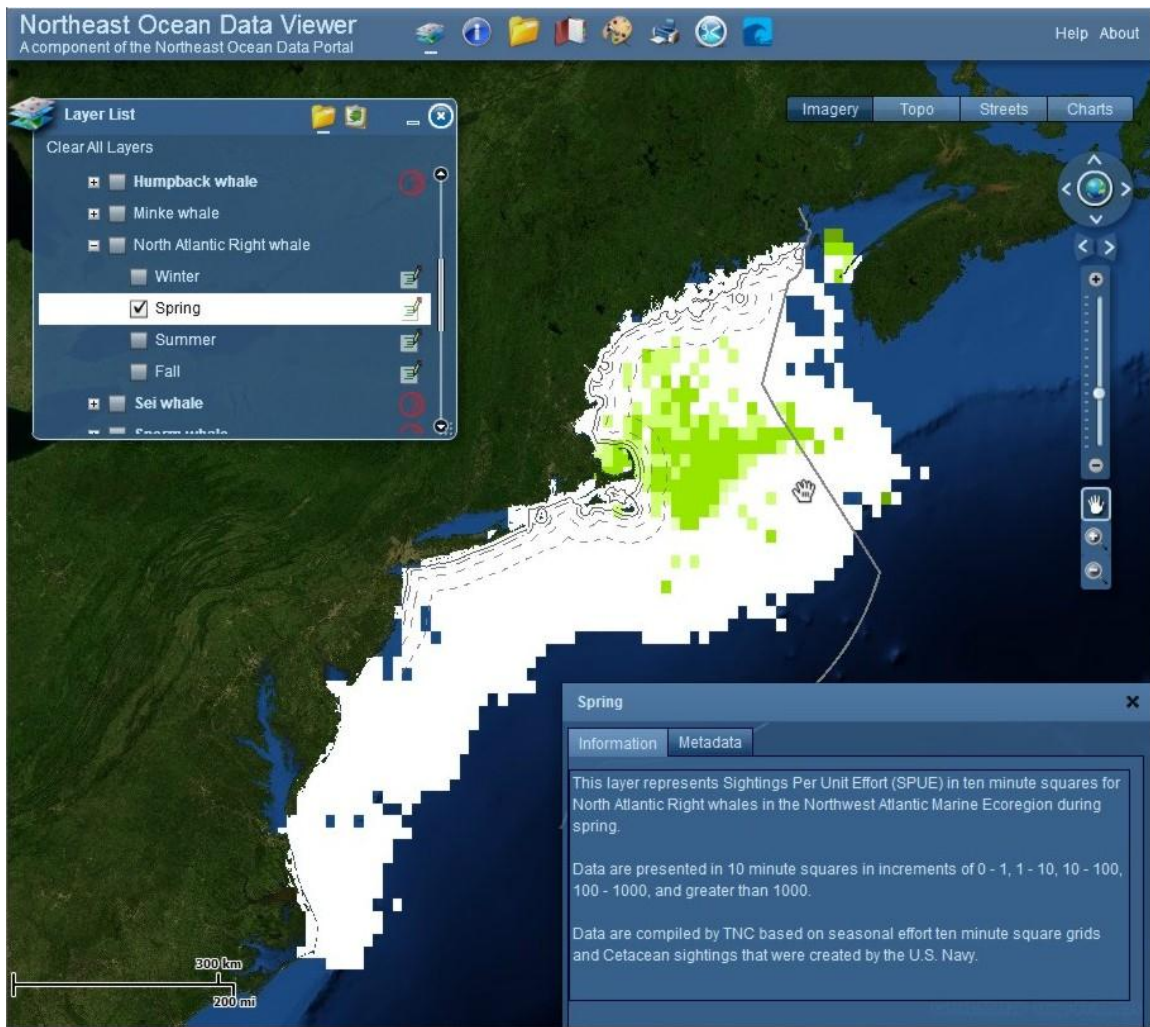 Northeast Ocean Data Viewer
A component of the Northeast Ocean Data Portal
Help About
Layer List
Clear All Layers
Humpback whale
Minke whale
North Atlantic Right whale
Winter
Spring
Summer
Fall
Sei whale
Sperm whale
Imagery Topo Streets Charts
300 km
200 mi
Spring
Information Metadata
This layer represents Sightings Per Unit Effort (SPUE) in ten minute squares for
North Atlantic Right whales in the Northwest Atlantic Marine Ecoregion during
spring.
Data are presented in 10 minute squares in increments of 0 - 1, 1 - 10, 10 - 100,
100 - 1000, and greater than 1000.
Data are compiled by TNC based on seasonal effort ten minute square grids
and Cetacean sightings that were created by the U.S. Navy.